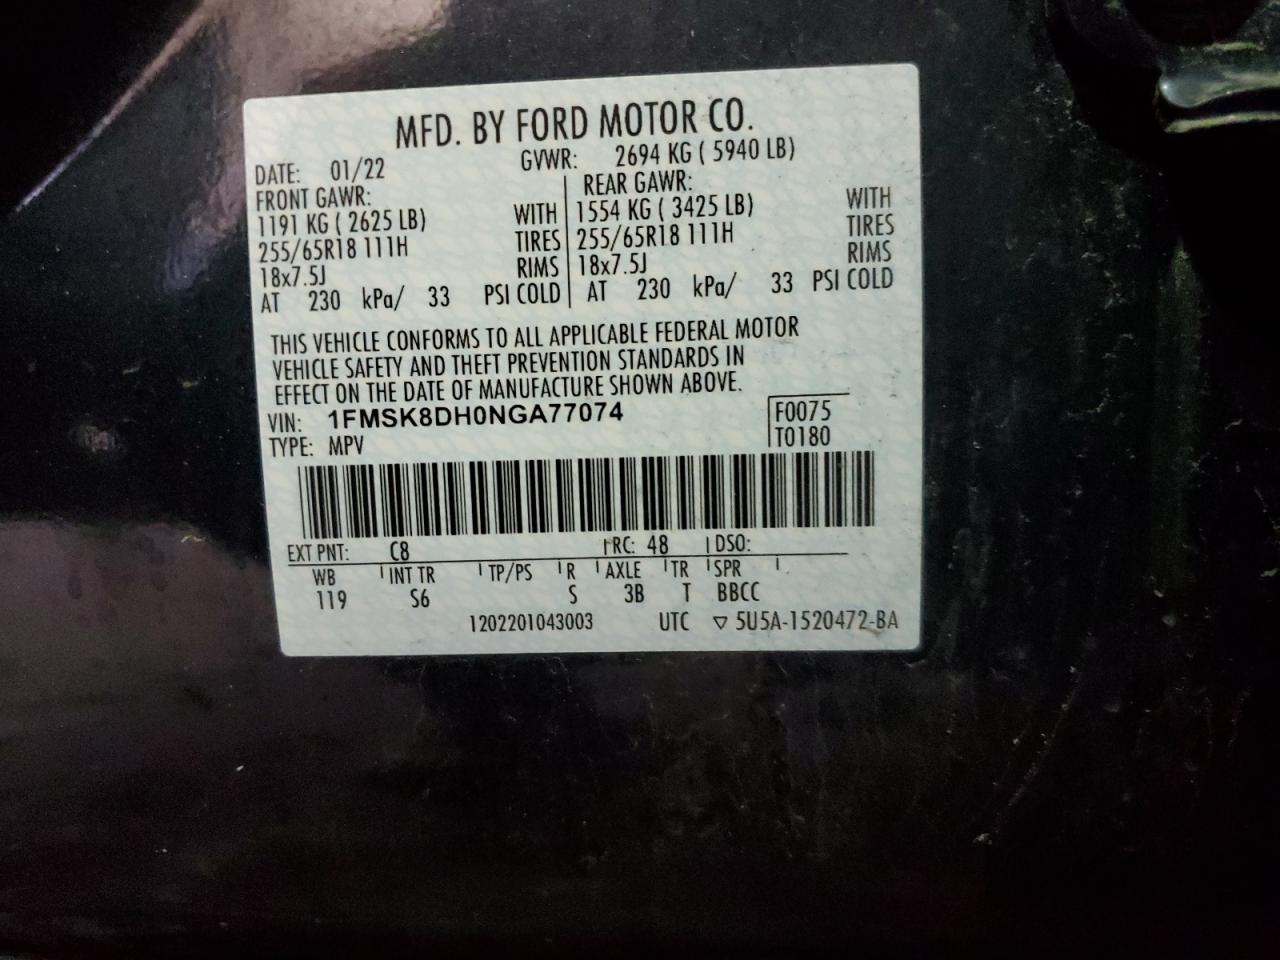 MFD. BY FORD MOTOR CO.
DATE: 01/22 GVWR: 2694 KG ( 5940 LB)
FRONT GAWR: REAR GAWR:
1191 KG ( 2625 LB) WITH 1554 KG ( 3425 LB) WITH
255/65R18 111H TIRES 255/65R18 111H TIRES
18x7.5J RIMS 18x7.5J RIMS
AT 230 kPa/ 33 PSI COLD AT 230 kPa/ 33 PSI COLD
THIS VEHICLE CONFORMS TO ALL APPLICABLE FEDERAL MOTOR
VEHICLE SAFETY AND THEFT PREVENTION STANDARDS IN
EFFECT ON THE DATE OF MANUFACTURE SHOWN ABOVE.
VIN: 1FMSK8DH0NGA77074 F0075
TYPE: MPV T0180
EXT PNT: C8 RC: 48 DSO:
WB INT TR TP/PS R AXLE TR SPR
119 S6 S 3B T BBCC
1202201043003 UTC ▽ 5U5A-1520472-BA